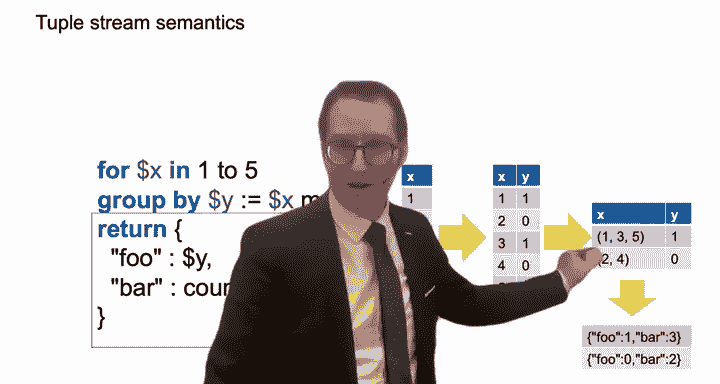 Tuple stream semantics
for $x in 1 to 5
group by $y := $x
return {
"foo" : $y,
"bar" :
}
x
1
x y
1 1
2 0
3 1
4 0
x y
(1, 3, 5) 1
2, 4) 0
{"foo":1,"bar":3}
{"foo":0,"bar":2}